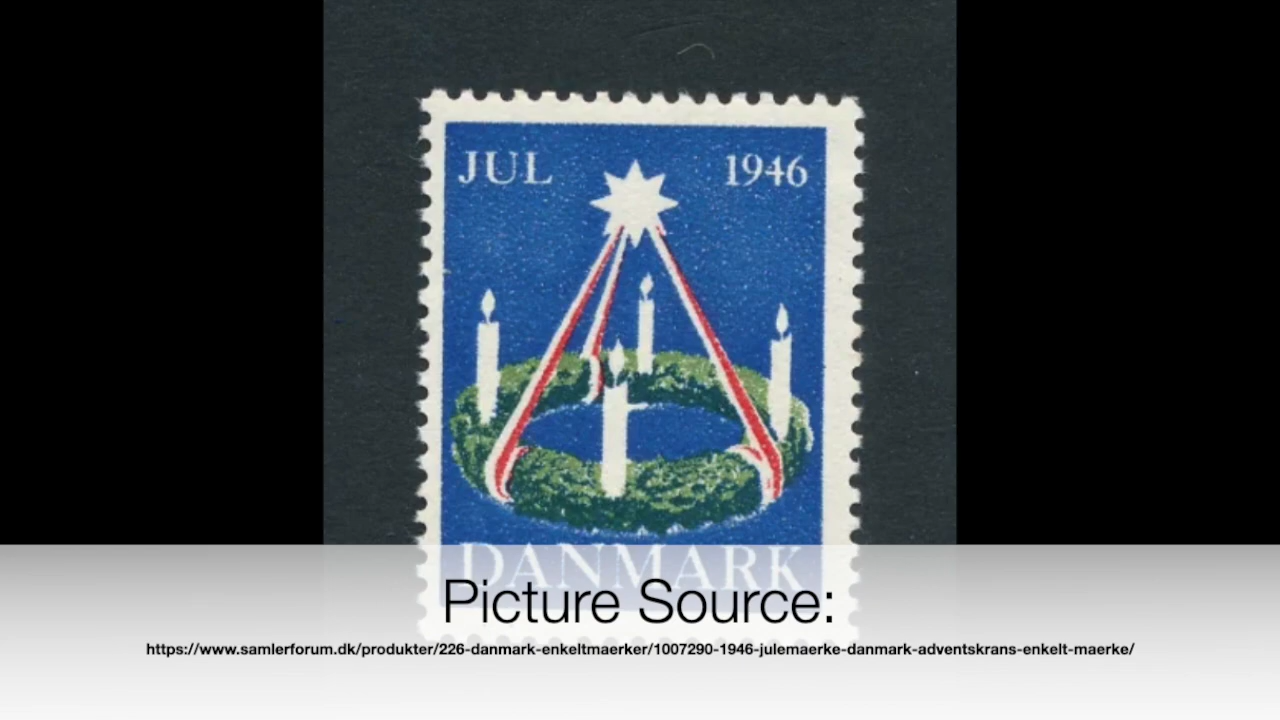 JUL 1946
DANMARK
Picture Source:
https://www.samlerforum.dk/produkter/226-danmark-enkeltmaerker/1007290-1946-julemaerke-danmark-adventskrans-enkelt-maerke/